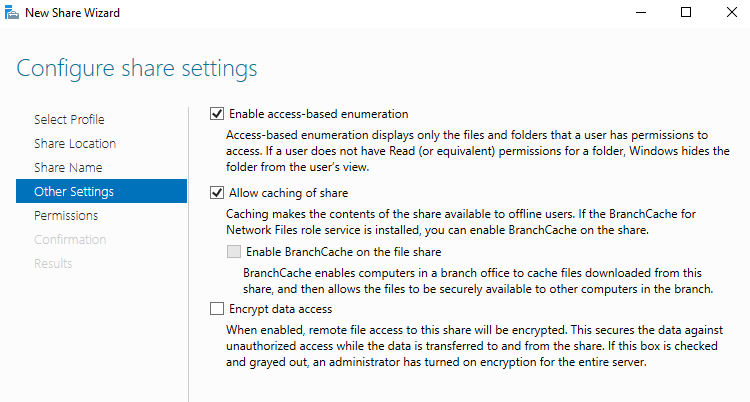 New Share Wizard
Configure share settings
Select Profile
Share Location
Share Name
Other Settings
Permissions
Confirmation
Results
Enable access-based enumeration
Access-based enumeration displays only the files and folders that a user has permissions to
access. If a user does not have Read (or equivalent) permissions for a folder, Windows hides the
folder from the user's view.
Allow caching of share
Caching makes the contents of the share available to offline users. If the BranchCache for
Network Files role service is installed, you can enable BranchCache on the share.
Enable BranchCache on the file share
BranchCache enables computers in a branch office to cache files downloaded from this
share, and then allows the files to be securely available to other computers in the branch.
Encrypt data access
When enabled, remote file access to this share will be encrypted. This secures the data against
unauthorized access while the data is transferred to and from the share. If this box is checked
and grayed out, an administrator has turned on encryption for the entire server.